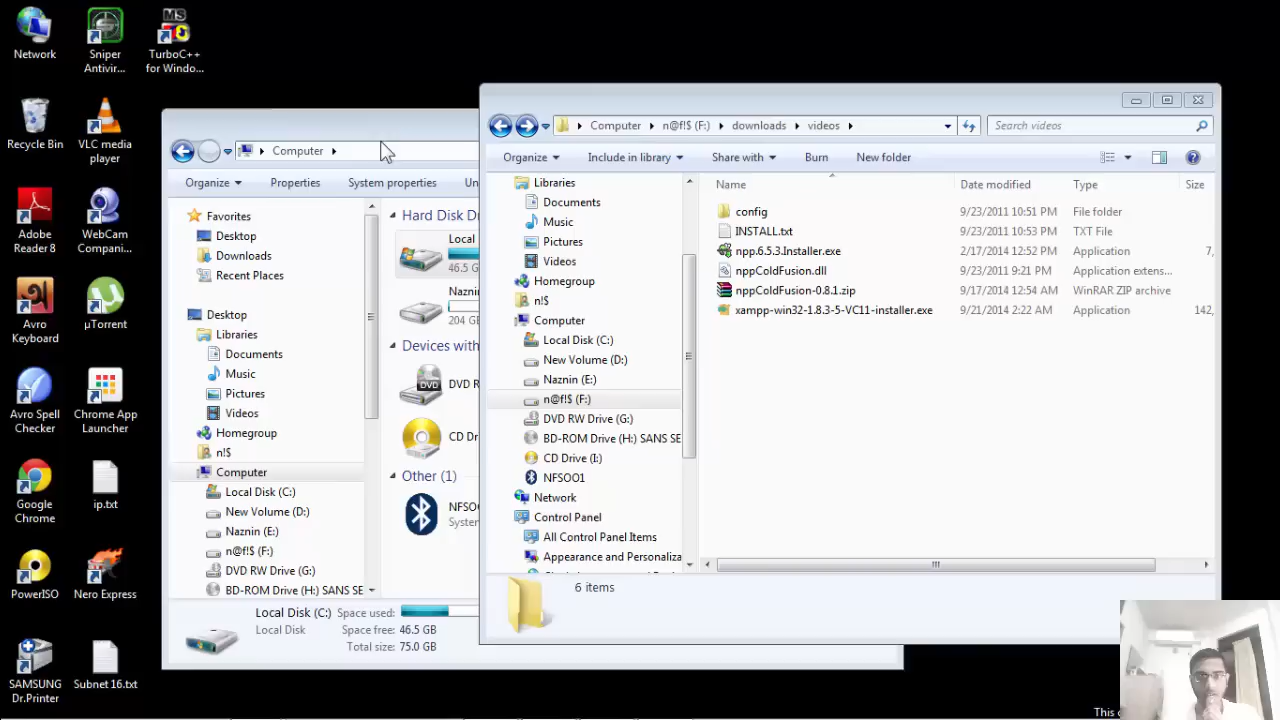 Network
Sniper
Antivir...
TurboC++
for Windo...
Recycle Bin
VLC media
player
Adobe
Reader 8
WebCam
Compani...
Avro
Keyboard
µTorrent
Avro Spell
Checker
Chrome App
Launcher
Google
Chrome
ip.txt
PowerISO
Nero Express
SAMSUNG
Dr.Printer
Subnet 16.txt
Computer
Organize
Properties
System properties
Un
Favorites
Desktop
Downloads
Recent Places
Desktop
Libraries
Documents
Music
Pictures
Videos
Homegroup
n!$
Computer
Local Disk (C:)
New Volume (D:)
Naznin (E:)
n@f!$ (F:)
DVD RW Drive (G:)
BD-ROM Drive (H:) SANS SE
Hard Disk Dr
Local
46.5 G
Naznin
204 G
Devices with
DVD R
DVD
CD Dr
Other (1)
NFSOO
System
Local Disk (C:) Space used:
Local Disk Space free: 46.5 GB
Total size: 75.0 GB
Computer n@f!$ (F:) downloads videos
Search videos
Organize
Include in library
Share with
Burn
New folder
Libraries
Documents
Music
Pictures
Videos
Homegroup
n!$
Computer
Local Disk (C:)
New Volume (D:)
Naznin (E:)
n@f!$ (F:)
DVD RW Drive (G:)
BD-ROM Drive (H:) SANS SE
CD Drive (I:)
NFSOO1
Network
Control Panel
All Control Panel Items
Appearance and Personaliza
Name Date modified Type Size
config 9/23/2011 10:51 PM File folder
INSTALL.txt 9/23/2011 10:53 PM TXT File
npp.6.5.3.Installer.exe 2/17/2014 12:52 PM Application 7,
nppColdFusion.dll 9/23/2011 9:21 PM Application extens...
nppColdFusion-0.8.1.zip 9/17/2014 12:54 AM WinRAR ZIP archive
xampp-win32-1.8.3-5-VC11-installer.exe 9/21/2014 2:22 AM Application 142,
6 items
This